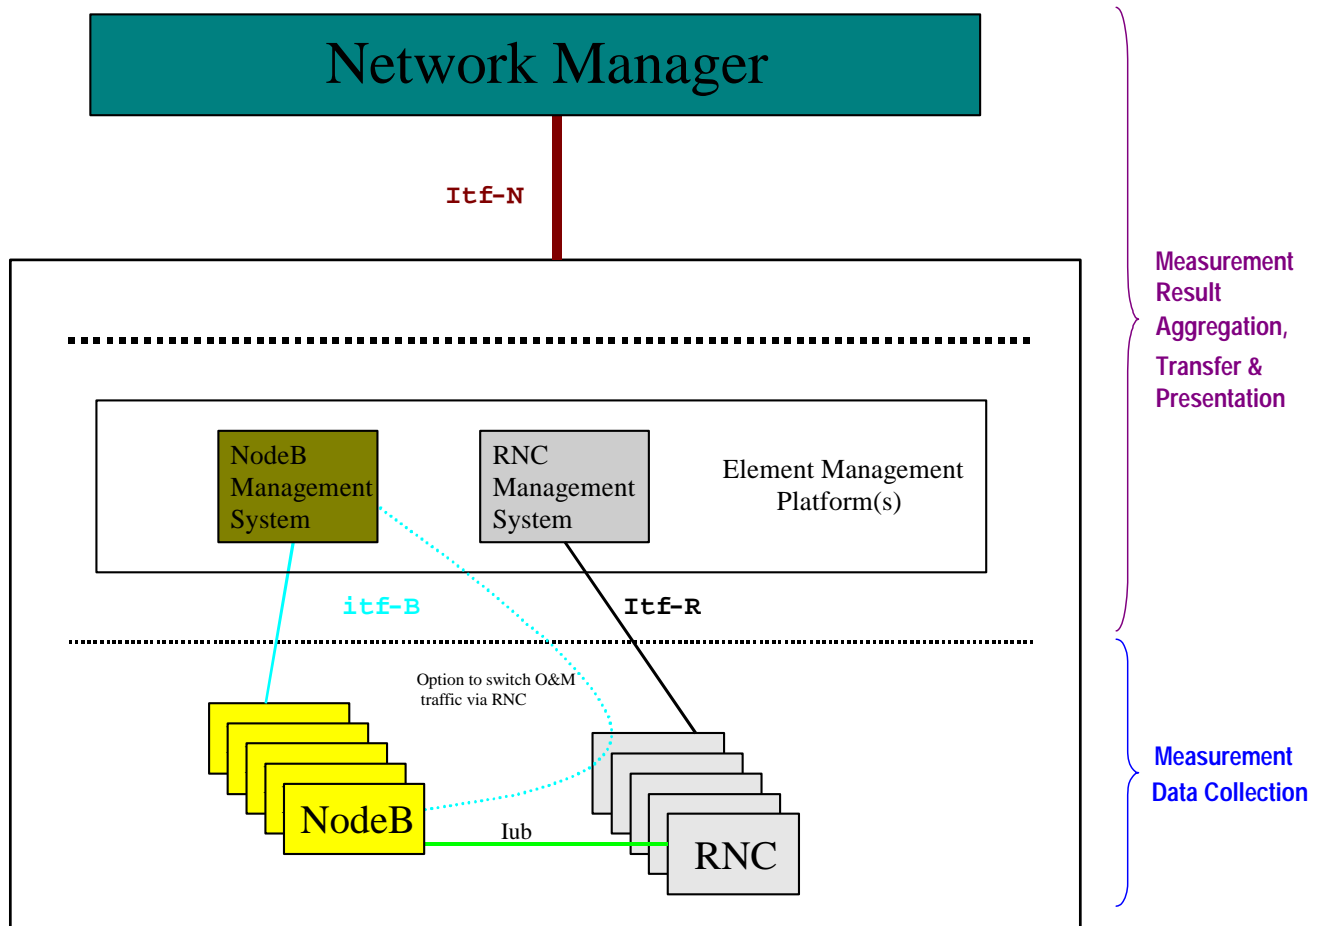 Network Manager
Itf-N
Measurement
Result
Aggregation,
Transfer &
Presentation
NodeB
Management
System
RNC
Management
System
Element Management
Platform(s)
itf-B
Itf-R
Option to switch O&M
traffic via RNC
NodeB
Iub
RNC
Measurement
Data Collection